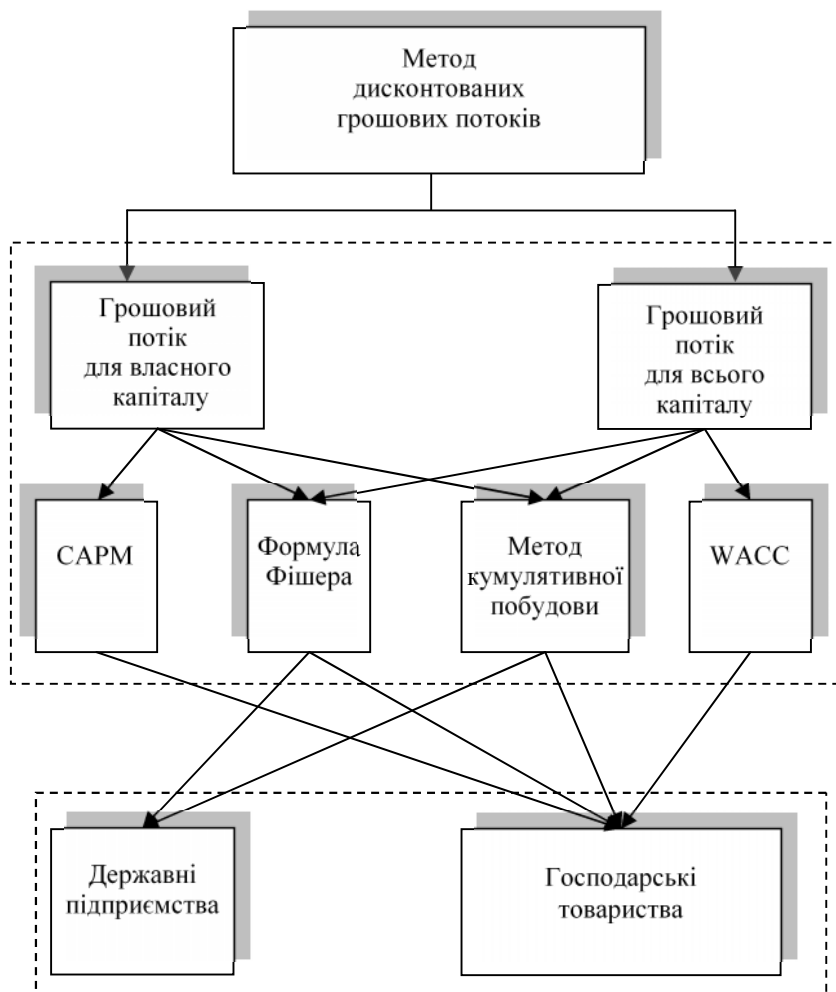 Метод
дисконтованих
грошових потоків
Грошовий
потік
для власного
капіталу
Грошовий
потік
для всього
капіталу
CAPM
Формула
Фішера
Метод
кумулятивної
побудови
WACC
Державні
підприємства
Господарські
товариства